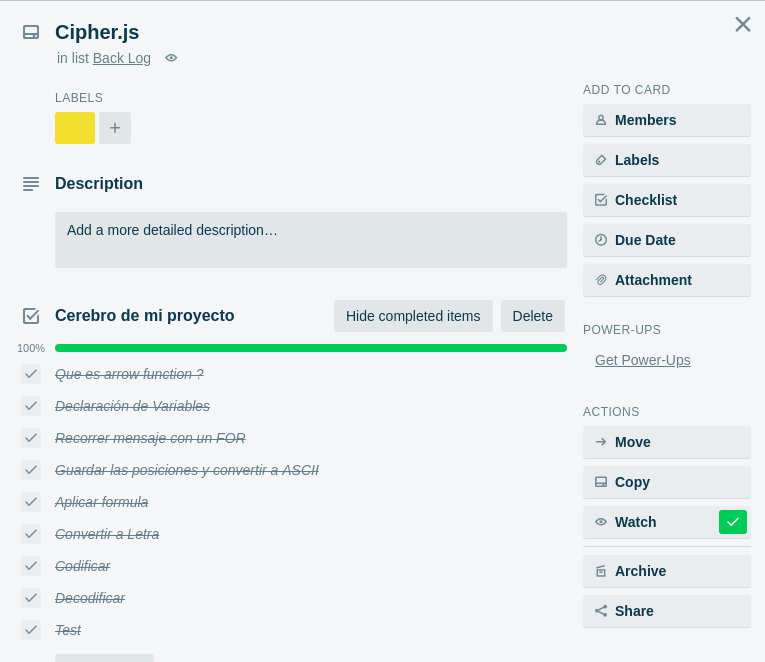 Cipher.js
in list Back Log
LABELS
+
Description
Add a more detailed description…
Cerebro de mi proyecto
Hide completed items
Delete
100%
Que es arrow function ?
Declaración de Variables
Recorrer mensaje con un FOR
Guardar las posiciones y convertir a ASCII
Aplicar formula
Convertir a Letra
Codificar
Decodificar
Test
ADD TO CARD
Members
Labels
Checklist
Due Date
Attachment
POWER-UPS
Get Power-Ups
ACTIONS
Move
Copy
Watch
Archive
Share